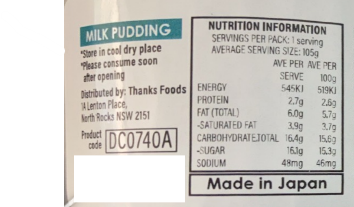 MILK PUDDING
*Store in cool dry place
*Please consume soon
after opening
Distributed by: Thanks Foods
1A Lenton Place,
North Rocks NSW 2151
Product
code
DC0740A
NUTRITION INFORMATION
SERVINGS PER PACK: 1 serving
AVERAGE SERVING SIZE: 105g
AVE PER AVE PER
SERVE 100g
ENERGY 545KJ 519KJ
PROTEIN 2.7g 2.6g
FAT (TOTAL) 6.0g 5.7g
-SATURATED FAT 3.9g 3.7g
CARBOHYDRATETOTAL 16.4g 15.6g
-SUGAR 16.1g 15.3g
SODIUM 48mg 46mg
Made in Japan